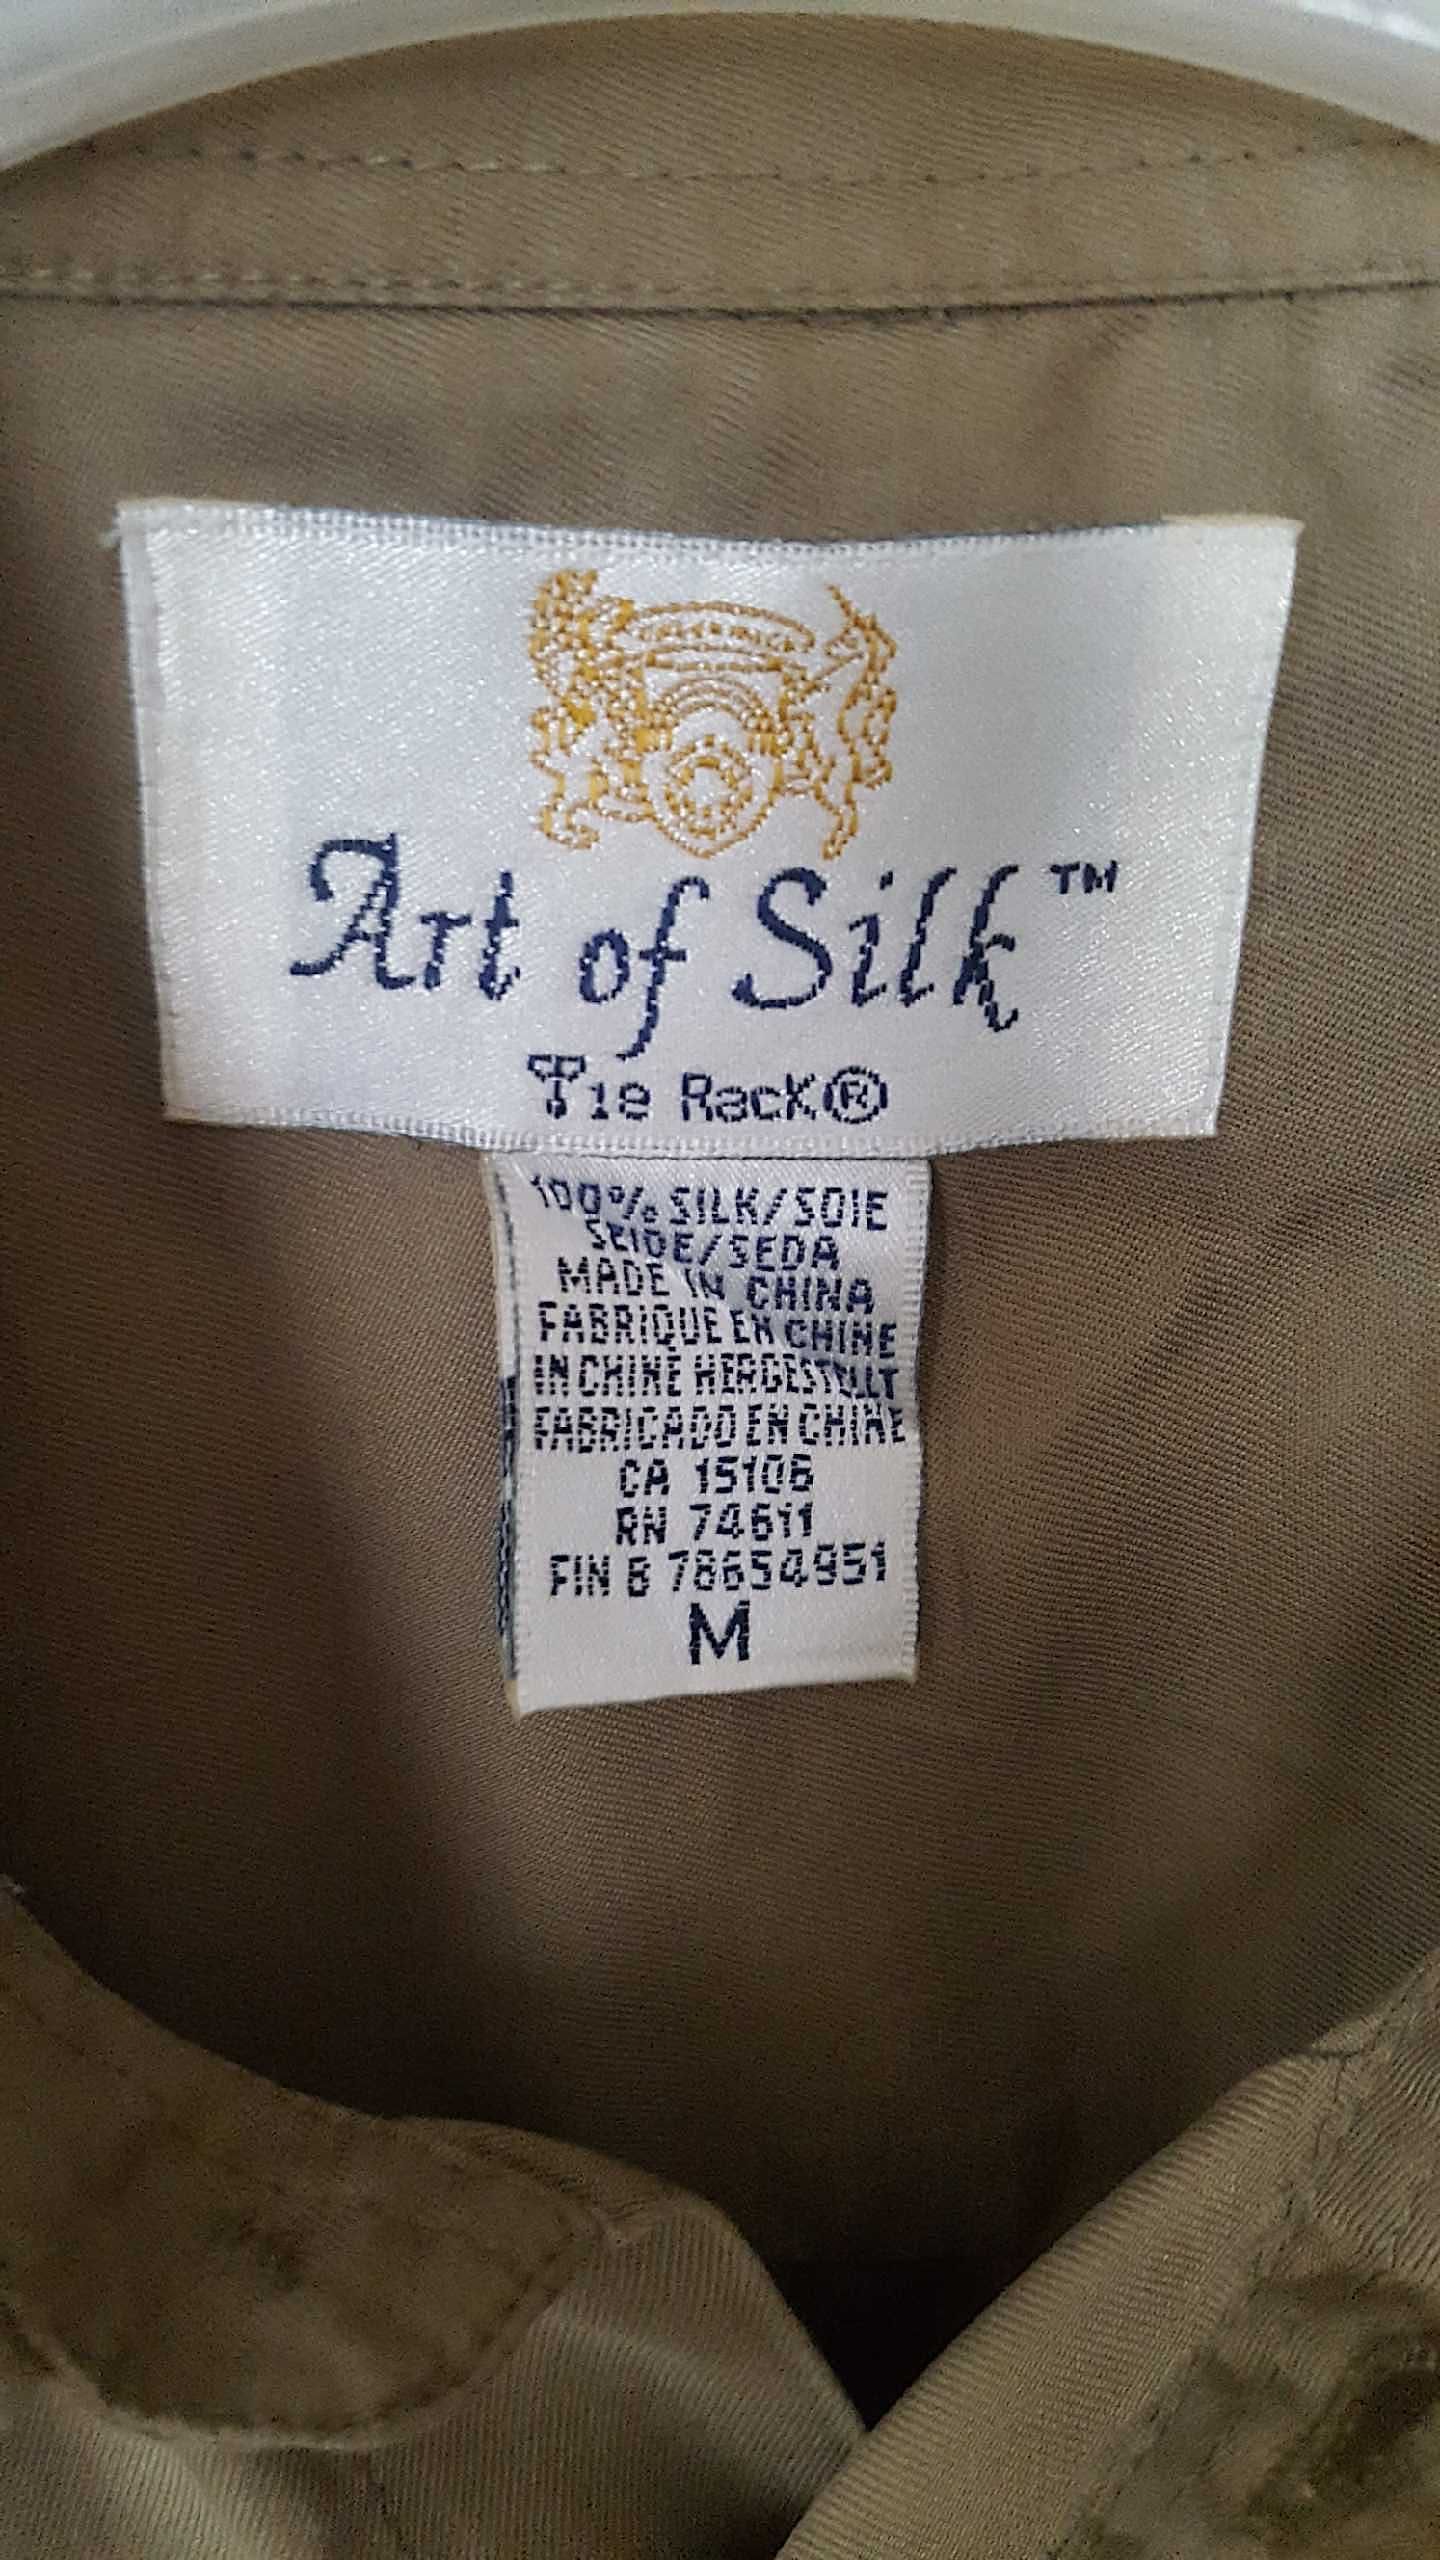 Art of Silk™
Tie Rack®
100% SILK/SOIE
SEIDE/SEDA
MADE IN CHINA
FABRIQUE EN CHINE
IN CHINE HERGESTELLT
FABRICADO EN CHINE
CA 15106
RN 74611
FIN B 78654951
M